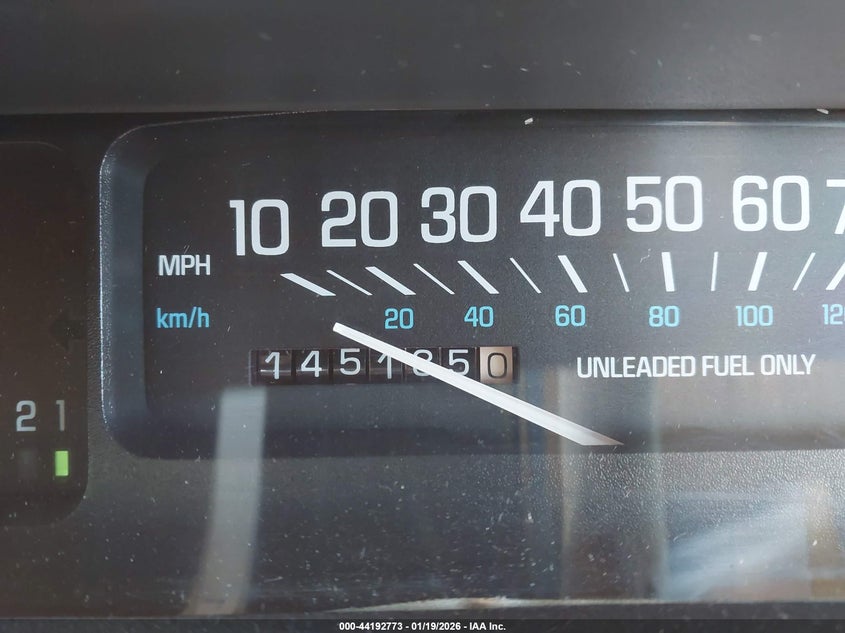 10 20 30 40 50 60
MPH
km/h 20 40 60 80 100
UNLEADED FUEL ONLY
2 1
000-44192773 — 01/19/2026 — IAA Inc.